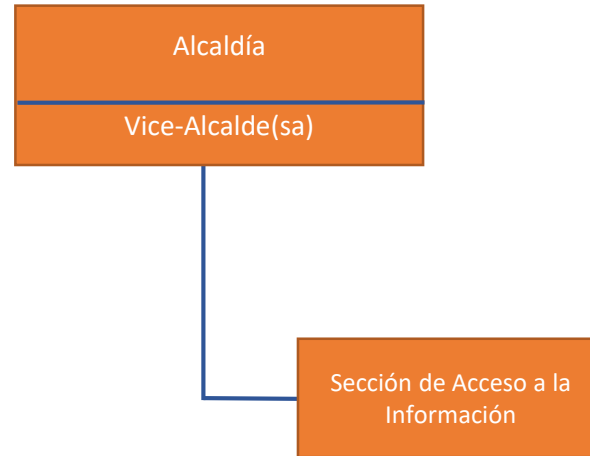 Alcaldía
Vice-Alcalde(sa)
Sección de Acceso a la
Información